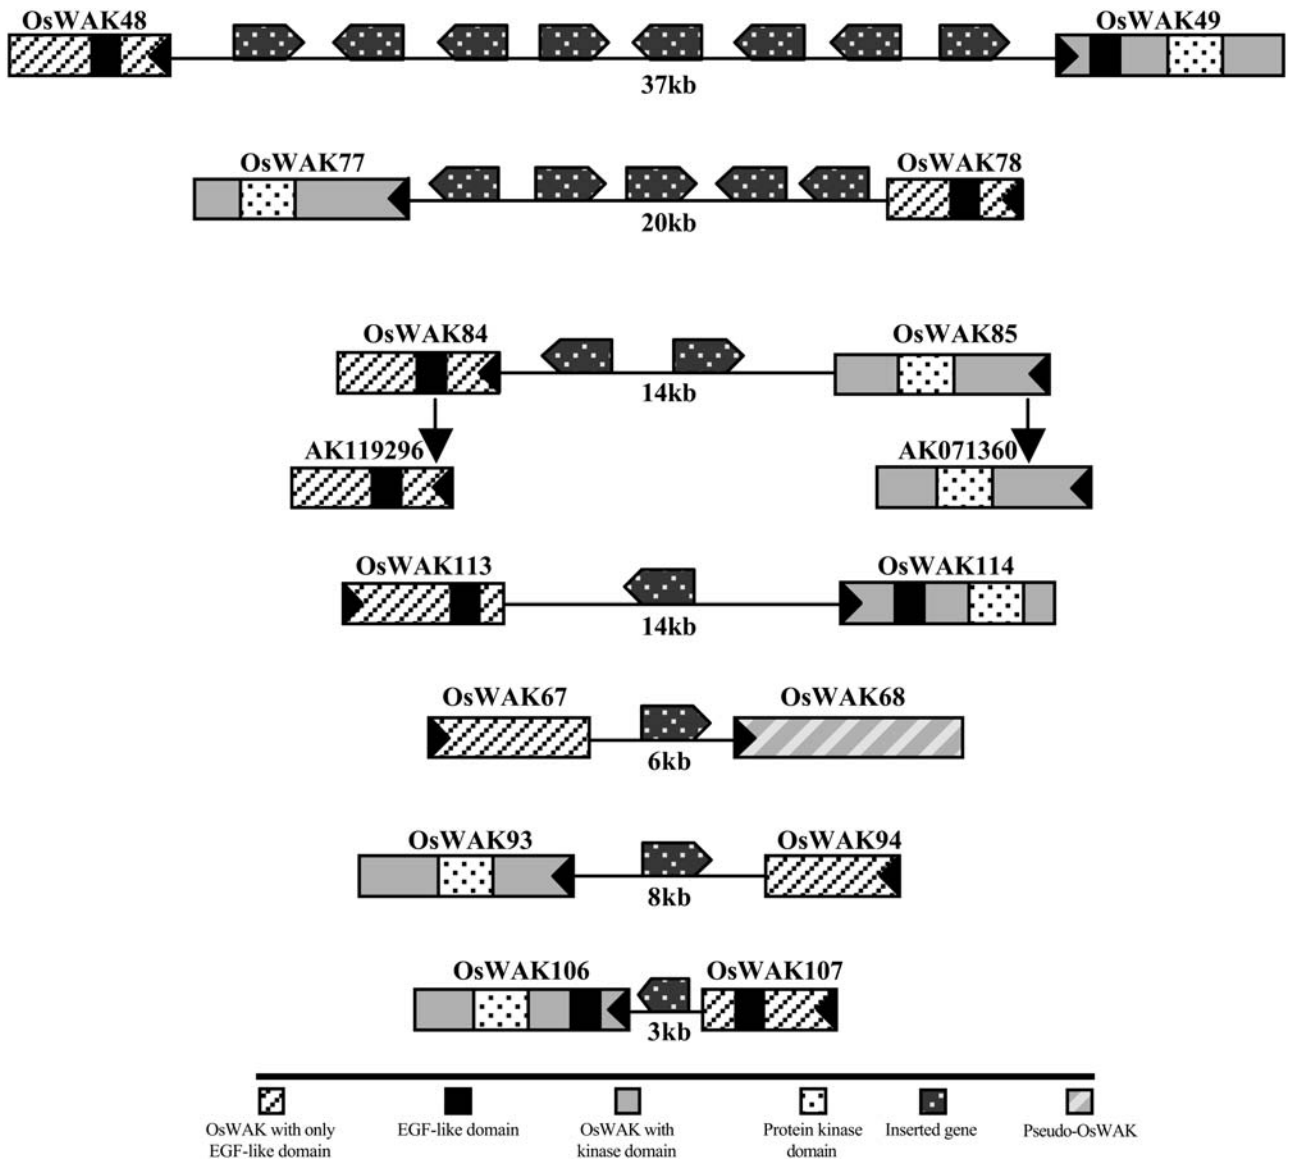 OsWAK48
OsWAK49
37kb
OsWAK77
OsWAK78
20kb
OsWAK84
OsWAK85
14kb
AK119296
AK071360
OsWAK113
OsWAK114
14kb
OsWAK67
OsWAK68
6kb
OsWAK93
OsWAK94
8kb
OsWAK106
OsWAK107
3kb
OsWAK with only
EGF-like domain
EGF-like domain
OsWAK with
kinase domain
Protein kinase
domain
Inserted gene
Pseudo-OsWAK